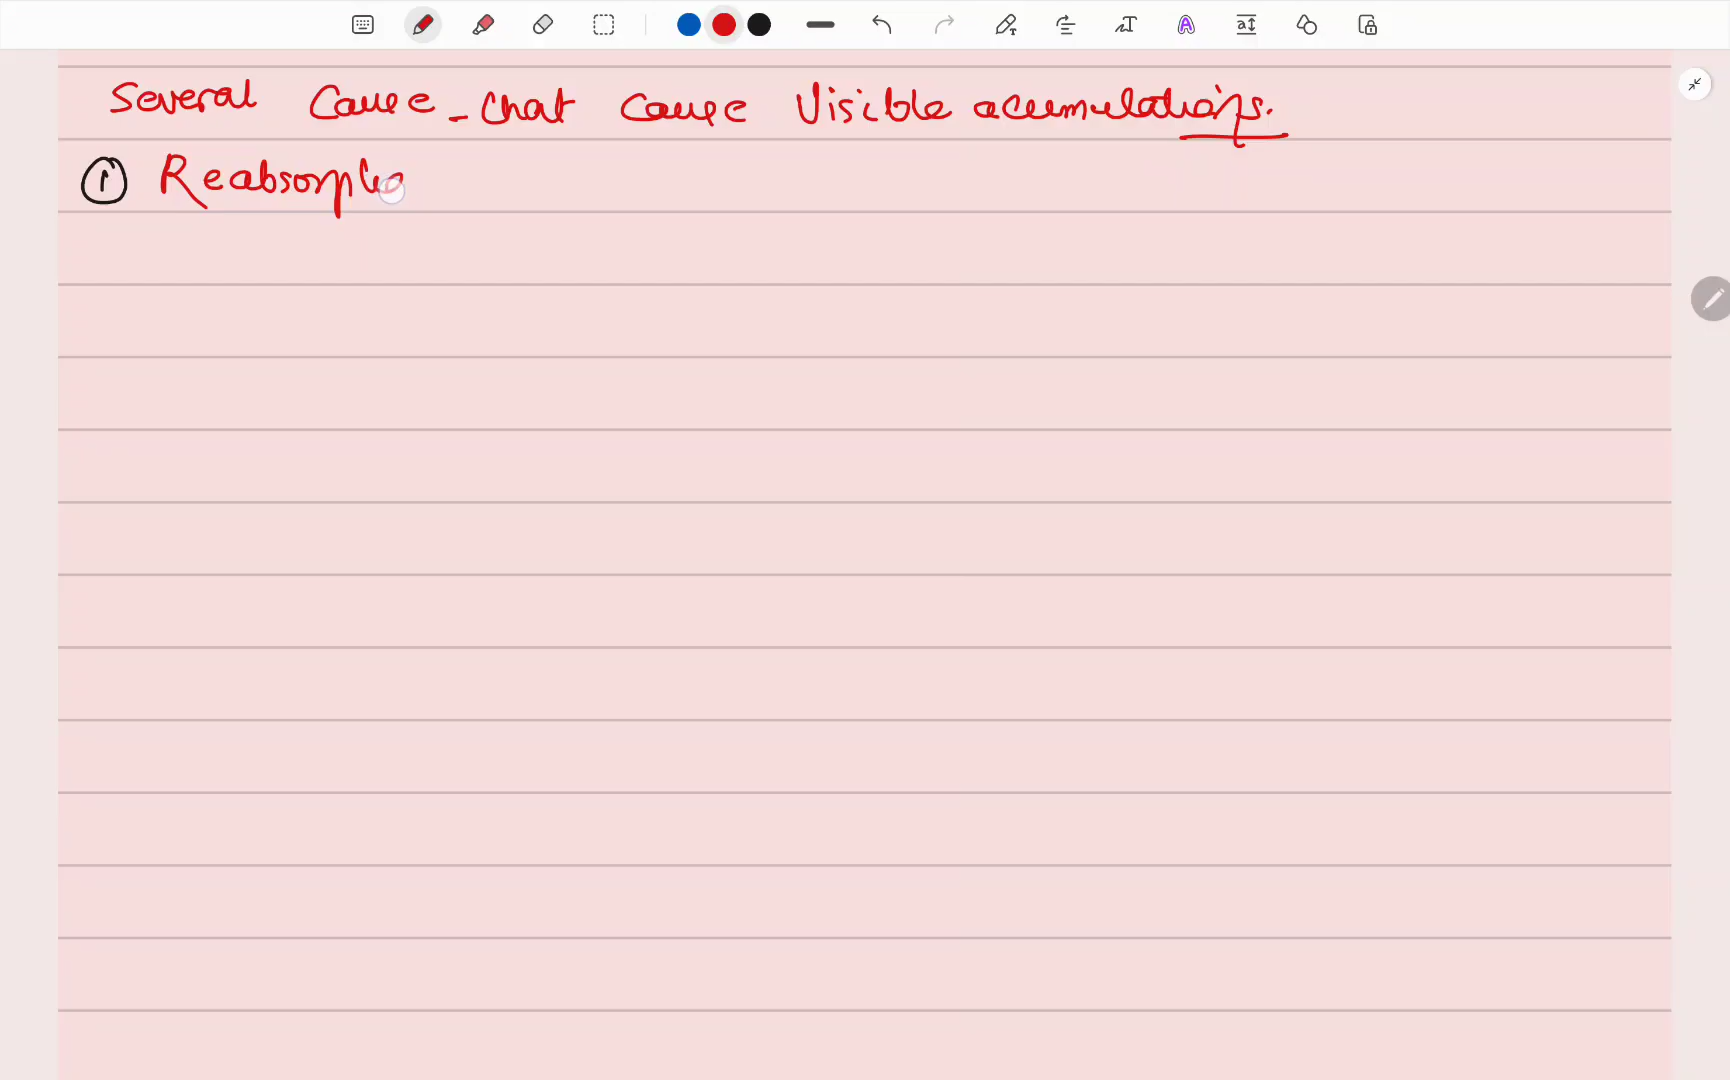 Several Cause - that cause Visible accumulations.
① Reabsorptio